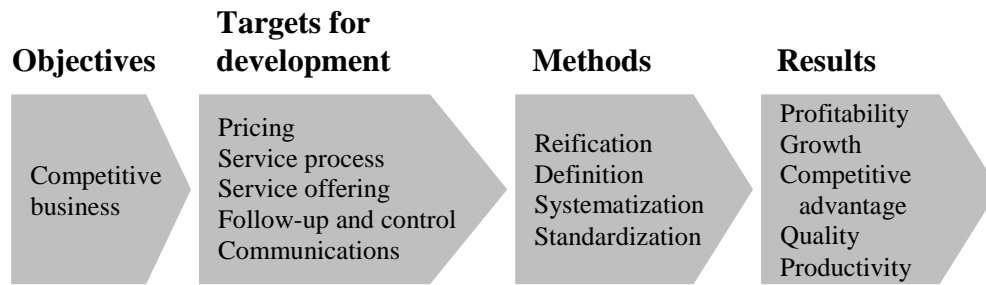 Objectives
Targets for
development
Methods
Results
Competitive
business
Pricing
Service process
Service offering
Follow-up and control
Communications
Reification
Definition
Systematization
Standardization
Profitability
Growth
Competitive
advantage
Quality
Productivity